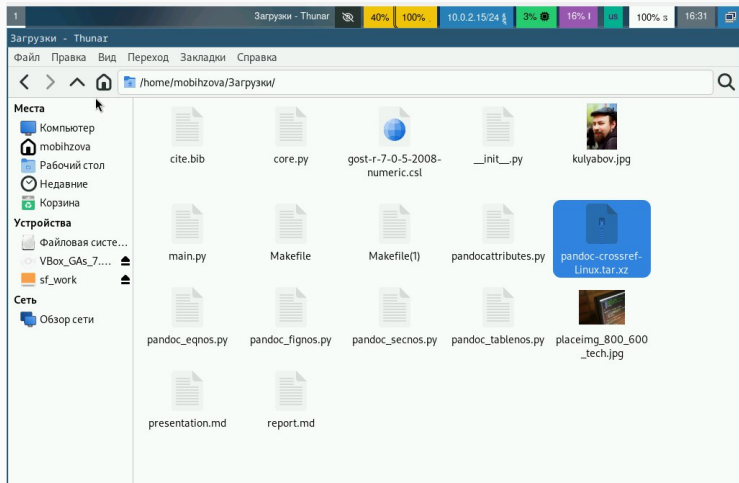 1
Загрузки - Thunar
40%
100%
10.0.2.15/24
3%
16%
us
100%
16:31
Загрузки - Thunar
Файл Правка Вид Переход Закладки Справка
/home/mobihzova/Загрузки/
Места
Компьютер
mobihzova
Рабочий стол
Недавние
Корзина
Устройства
Файловая систе...
VBox_GAs_7....
sf_work
Сеть
Обзор сети
cite.bib
core.py
gost-r-7-0-5-2008-
numeric.csl
__init__.py
kulyabov.jpg
main.py
Makefile
Makefile(1)
pandocattributes.py
pandoc-crossref-
Linux.tar.xz
pandoc_eqnos.py
pandoc_fignos.py
pandoc_secnos.py
pandoc_tablenos.py
placeimg_800_600
_tech.jpg
presentation.md
report.md